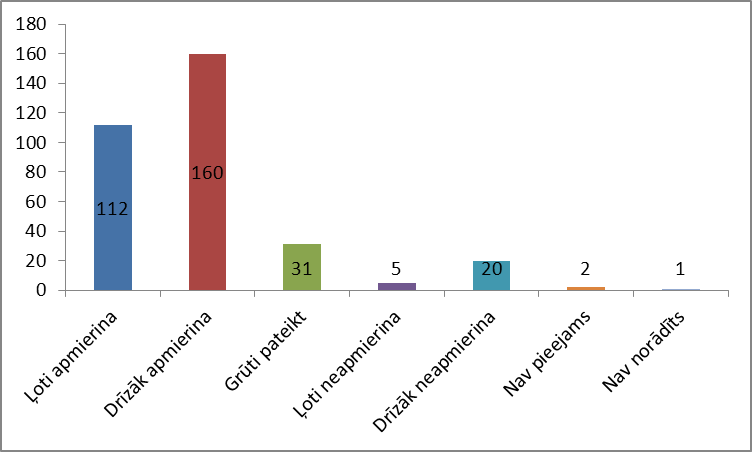 180
160
140
120
100
80
60
40
20
0
112
160
31
5
20
2
1
Ļoti apmierina
Drīzāk apmierina
Grūti pateikt
Ļoti neapmierina
Drīzāk neapmierina
Nav pieejams
Nav norādīts